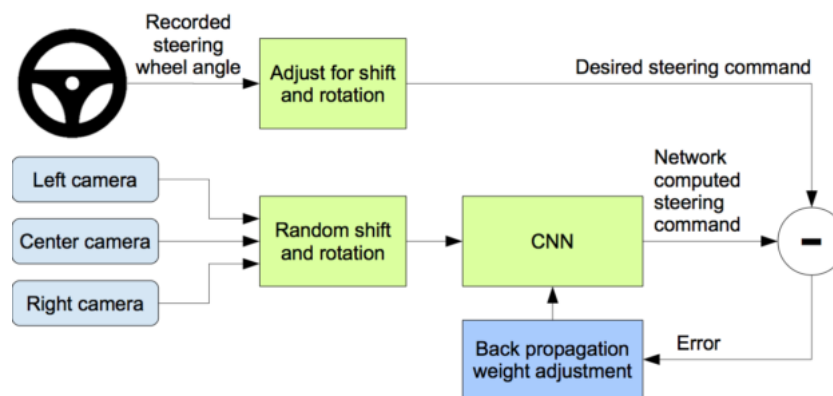 Recorded
steering
wheel angle
Adjust for shift
and rotation
Desired steering command
Left camera
Center camera
Right camera
Random shift
and rotation
CNN
Network
computed
steering
command
-
Back propagation
weight adjustment
Error